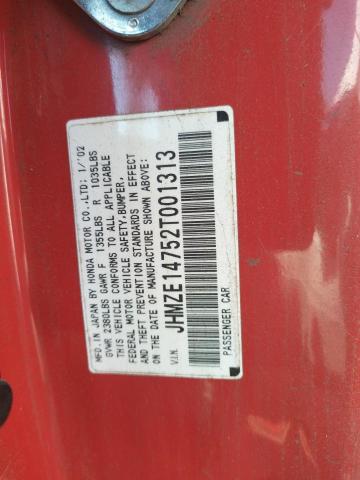 MFD. IN JAPAN BY HONDA MOTOR CO.,LTD: 1/'02
GVWR 2380LBS GAWR F 1355LBS R 1035LBS
THIS VEHICLE CONFORMS TO ALL APPLICABLE
FEDERAL MOTOR VEHICLE SAFETY,BUMPER,
AND THEFT PREVENTION STANDARDS IN EFFECT
ON THE DATE OF MANUFACTURE SHOWN ABOVE:
V.I.N. JHMZE14752T001313
PASSENGER CAR